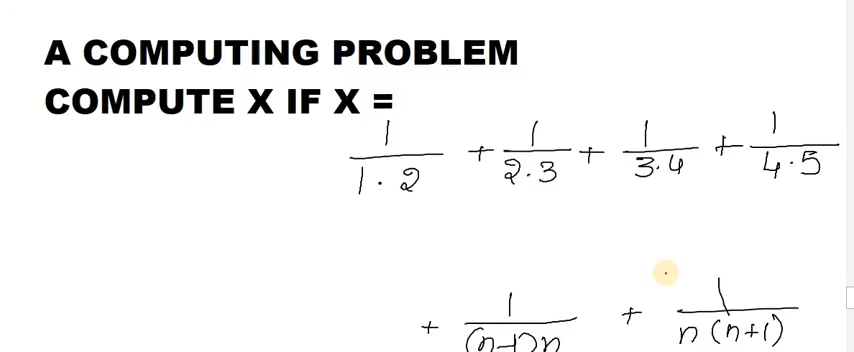 A COMPUTING PROBLEM
COMPUTE X IF X =
1/(1·2) + 1/(2·3) + 1/(3·4) + 1/(4·5)
+ 1/((n-1)n) + 1/(n(n+1))